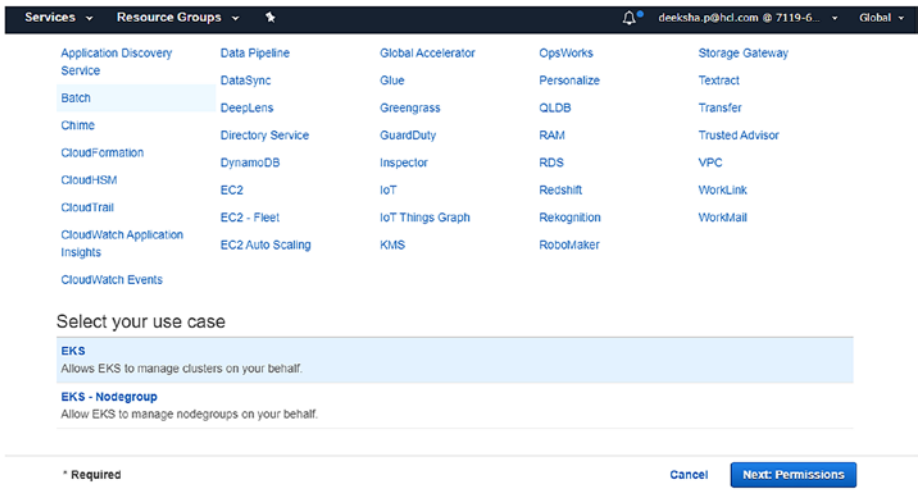 Services Resource Groups deeksha.p@hcl.com @ 7119-6... Global
Application Discovery Service
Batch
Chime
CloudFormation
CloudHSM
CloudTrail
CloudWatch Application Insights
CloudWatch Events
Data Pipeline
DataSync
DeepLens
Directory Service
DynamoDB
EC2
EC2 - Fleet
EC2 Auto Scaling
Global Accelerator
Glue
Greengrass
GuardDuty
Inspector
IoT
IoT Things Graph
KMS
OpsWorks
Personalize
QLDB
RAM
RDS
Redshift
Rekognition
RoboMaker
Storage Gateway
Textract
Transfer
Trusted Advisor
VPC
WorkLink
WorkMail
Select your use case
EKS
Allows EKS to manage clusters on your behalf.
EKS - Nodegroup
Allow EKS to manage nodegroups on your behalf.
* Required Cancel Next: Permissions